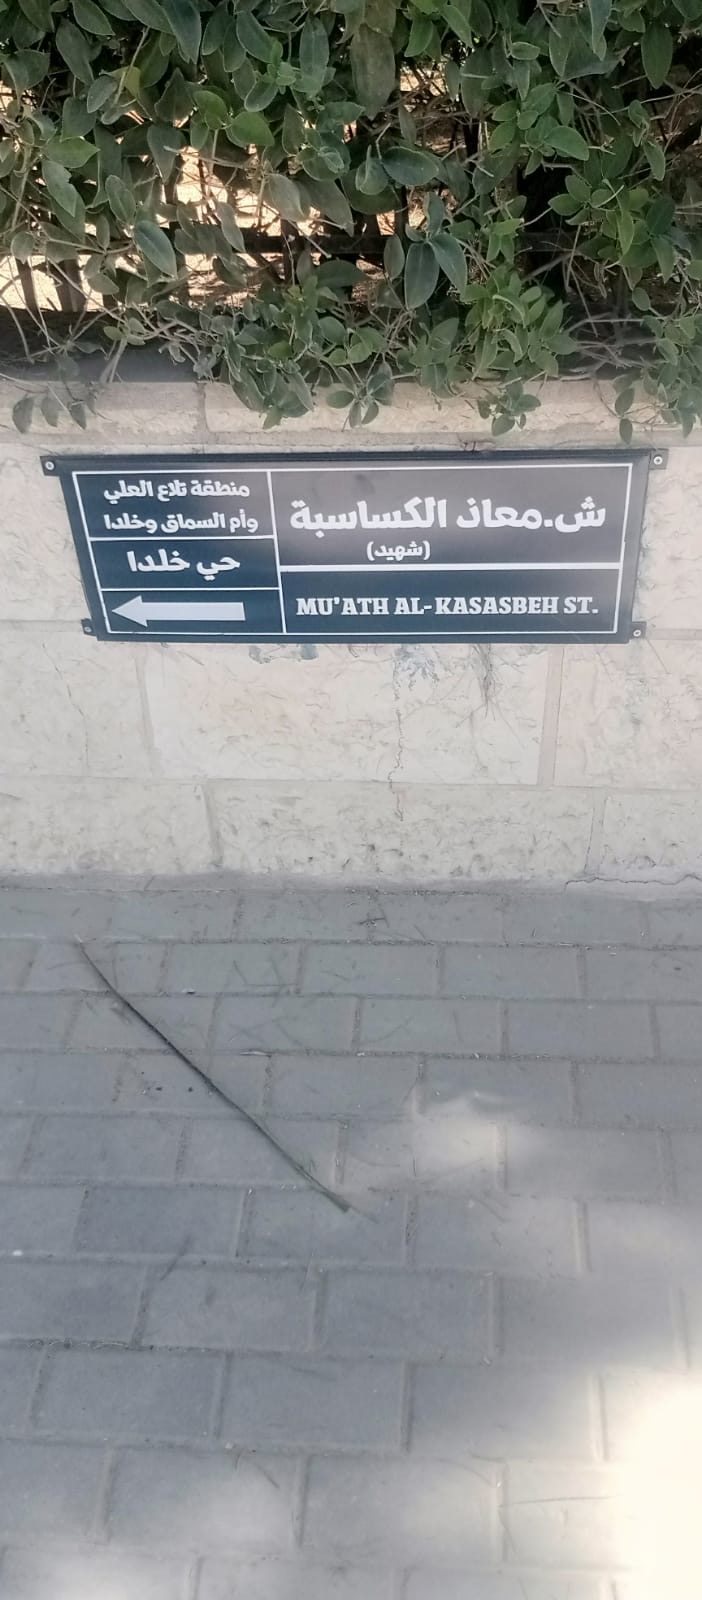 ش.معاذ الكساسبة
(شهيد)
MU'ATH AL-KASASBEH ST.
منطقة تلاع العلي
وأم السماق وخلدا
حي خلدا